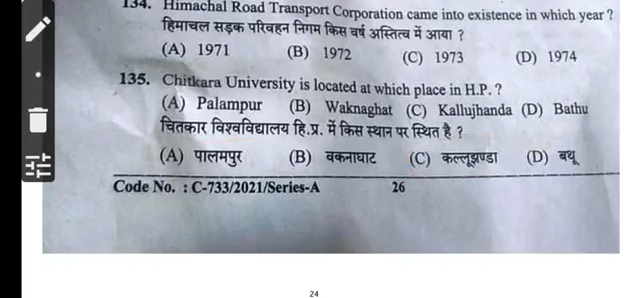 134. Himachal Road Transport Corporation came into existence in which year ?
हिमाचल सड़क परिवहन निगम किस वर्ष अस्तित्व में आया ?
(A) 1971 (B) 1972 (C) 1973 (D) 1974
135. Chitkara University is located at which place in H.P. ?
(A) Palampur (B) Waknaghat (C) Kallujhanda (D) Bathu
चितकार विश्वविद्यालय हि.प्र. में किस स्थान पर स्थित है ?
(A) पालमपुर (B) वकनाघाट (C) कल्लूझण्डा (D) बथू
Code No. : C-733/2021/Series-A 26
24